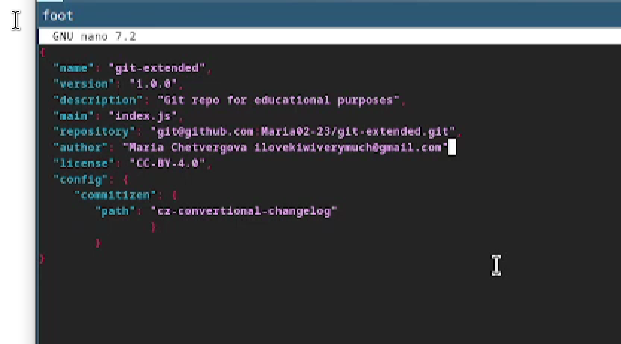 foot
GNU nano 7.2
{
"name": "git-extended",
"version": "1.0.0",
"description": "Git repo for educational purposes",
"main": "index.js",
"repository": "git@github.com:Maria02-23/git-extended.git",
"author": "Maria Chetvergova ilovekiwiverymuch@gmail.com"
"license": "CC-BY-4.0",
"config": {
"commitizen": {
"path": "cz-convertional-changelog"
}
}
}